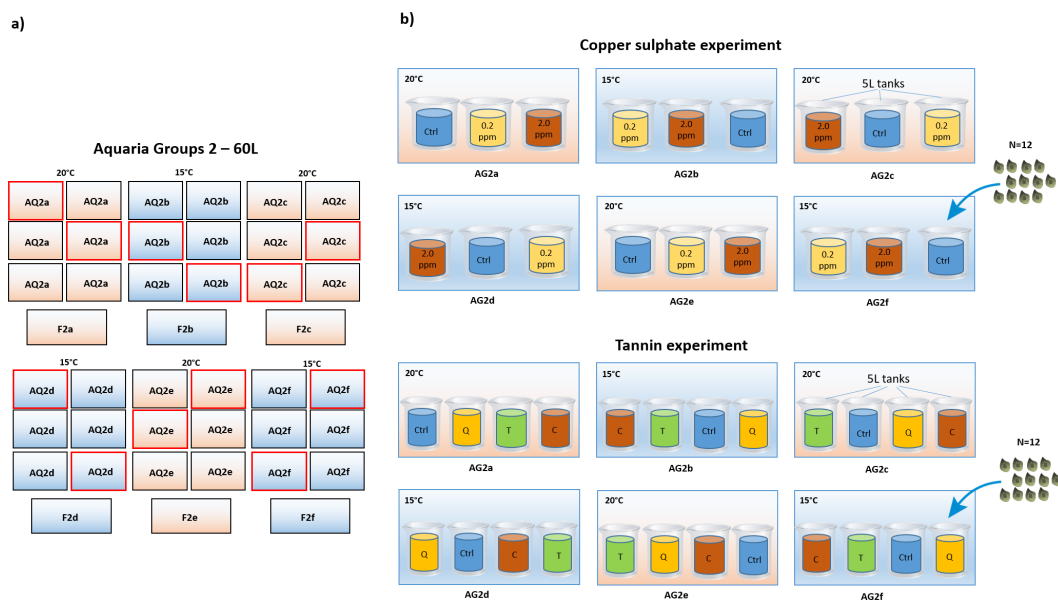 a)
Aquaria Groups 2 – 60L
20°C 15°C 20°C
AQ2a AQ2a AQ2b AQ2b AQ2c AQ2c
AQ2a AQ2a AQ2b AQ2b AQ2c AQ2c
AQ2a AQ2a AQ2b AQ2b AQ2c AQ2c
F2a F2b F2c
15°C 20°C 15°C
AQ2d AQ2d AQ2e AQ2e AQ2f AQ2f
AQ2d AQ2d AQ2e AQ2e AQ2f AQ2f
AQ2d AQ2d AQ2e AQ2e AQ2f AQ2f
F2d F2e F2f
b)
Copper sulphate experiment
20°C 15°C 20°C
5L tanks
Ctrl 0.2 ppm 2.0 ppm 0.2 ppm 2.0 ppm Ctrl 2.0 ppm Ctrl 0.2 ppm
AG2a AG2b AG2c
N=12
15°C 20°C 15°C
2.0 ppm Ctrl 0.2 ppm Ctrl 0.2 ppm 2.0 ppm 0.2 ppm 2.0 ppm Ctrl
AG2d AG2e AG2f
Tannin experiment
20°C 15°C 20°C
5L tanks
Ctrl Q T C C T Ctrl Q T Ctrl Q C
AG2a AG2b AG2c
N=12
15°C 20°C 15°C
Q Ctrl C T T Q C Ctrl C T Ctrl Q
AG2d AG2e AG2f